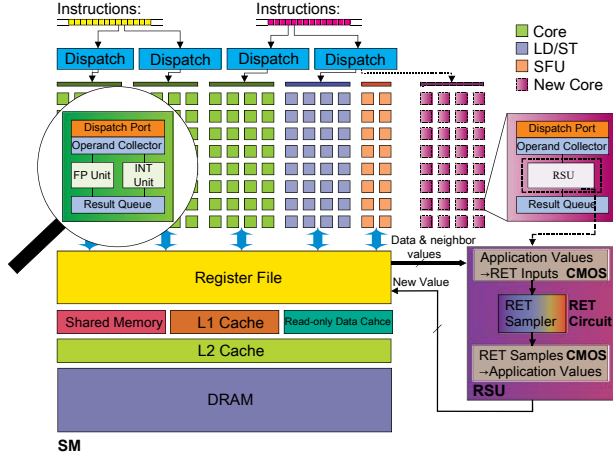 Instructions:
Instructions:
Core
LD/ST
SFU
New Core
Dispatch
Dispatch
Dispatch
Dispatch
Dispatch Port
Operand Collector
FP Unit
INT
Unit
Result Queue
Dispatch Port
Operand Collector
RSU
Result Queue
Data & neighbor
values
New Value
Register File
Shared Memory
L1 Cache
Read-only Data Cahce
L2 Cache
DRAM
SM
Application Values
→RET Inputs CMOS
RET
Sampler
RET
Circuit
RET Samples CMOS
→Application Values
RSU